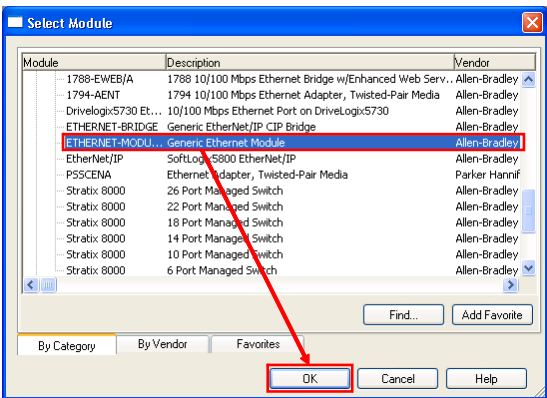 Select Module
Module Description Vendor
1788-EWEB/A 1788 10/100 Mbps Ethernet Bridge w/Enhanced Web Serv.. Allen-Bradley
1794-AENT 1794 10/100 Mbps Ethernet Adapter, Twisted-Pair Media Allen-Bradley
Drivelogix5730 Et... 10/100 Mbps Ethernet Port on DriveLogix5730 Allen-Bradley
ETHERNET-BRIDGE Generic EtherNet/IP CIP Bridge Allen-Bradley
ETHERNET-MODU... Generic Ethernet Module Allen-Bradley
EtherNet/IP SoftLogix5800 EtherNet/IP Allen-Bradley
PSSCENA Ethernet Adapter, Twisted-Pair Media Parker Hannif
Stratix 8000 26 Port Managed Switch Allen-Bradley
Stratix 8000 22 Port Managed Switch Allen-Bradley
Stratix 8000 18 Port Managed Switch Allen-Bradley
Stratix 8000 14 Port Managed Switch Allen-Bradley
Stratix 8000 10 Port Managed Switch Allen-Bradley
Stratix 8000 6 Port Managed Switch Allen-Bradley
Find... Add Favorite
By Category By Vendor Favorites
OK Cancel Help